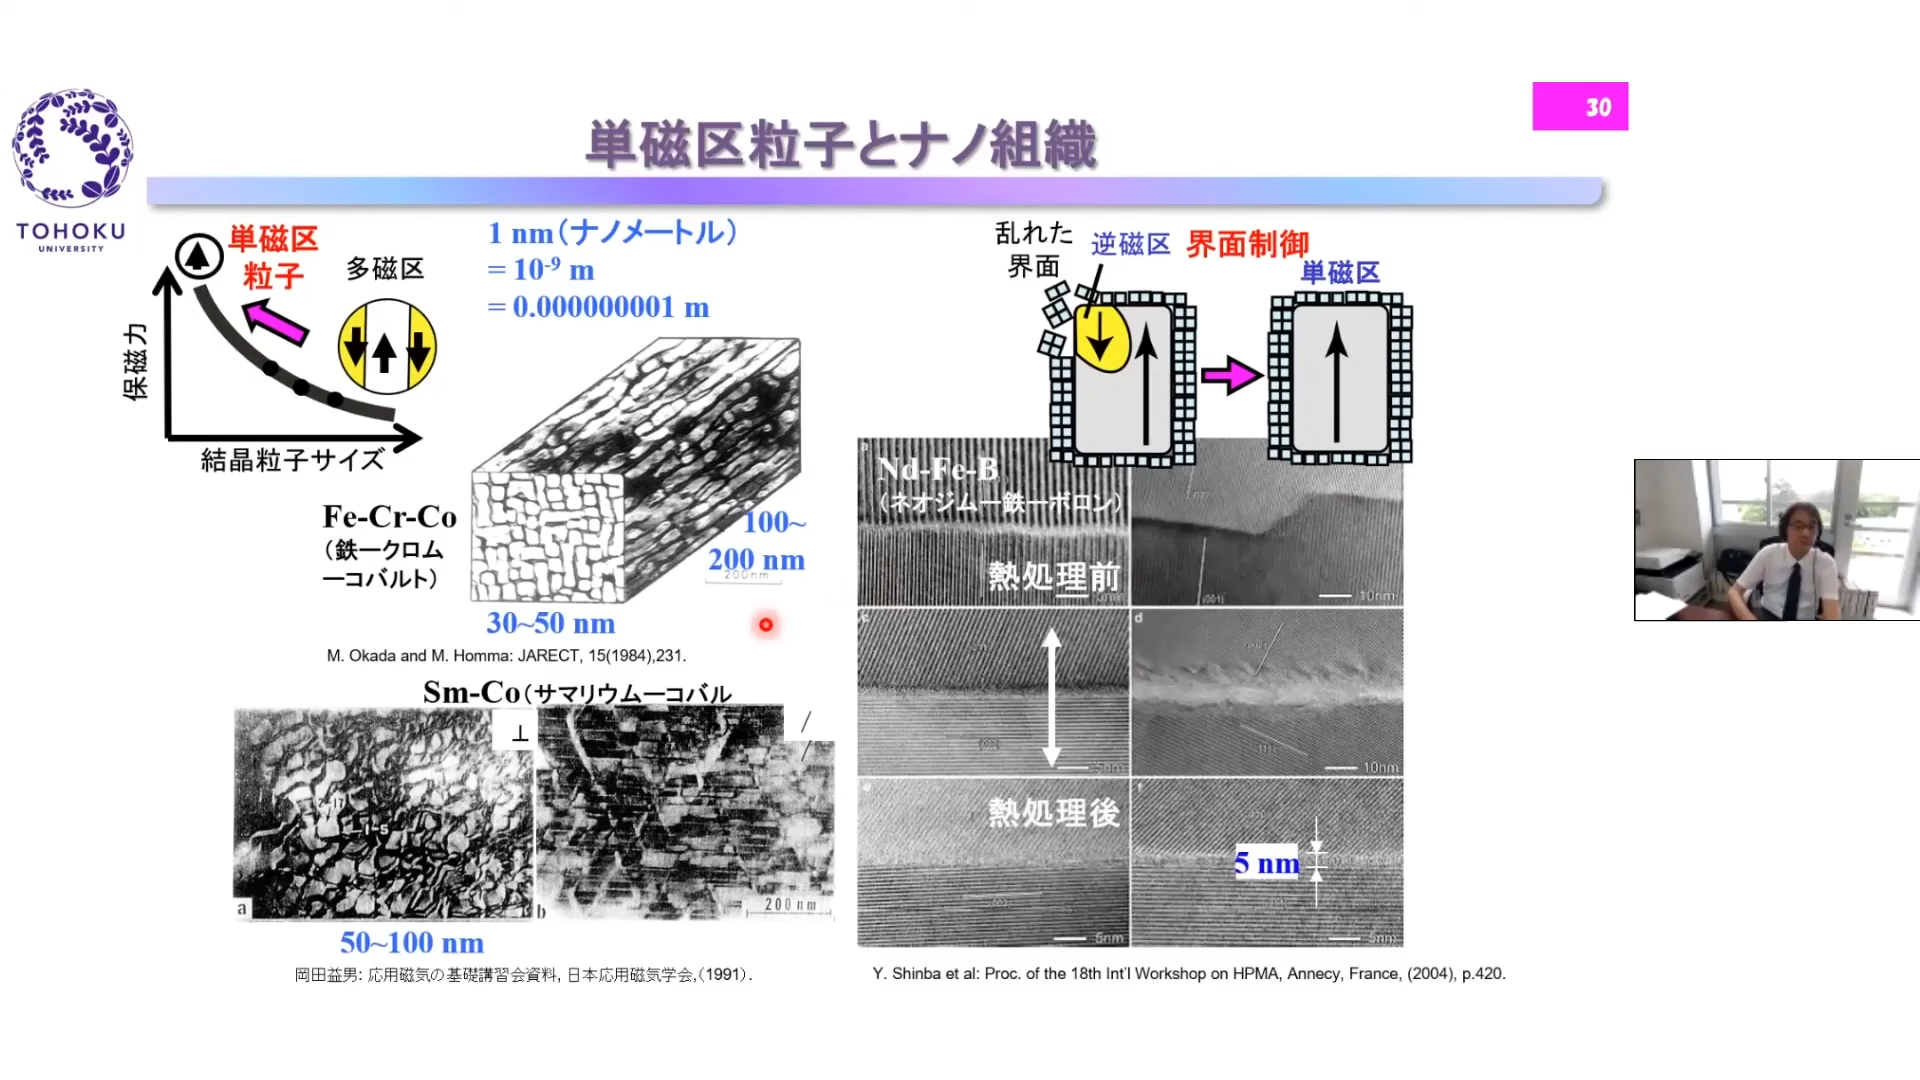 30
単磁区粒子とナノ組織
TOHOKU
UNIVERSITY
単磁区
粒子
多磁区
保磁力
結晶粒子サイズ
1 nm（ナノメートル）
= 10-9 m
= 0.000000001 m
Fe-Cr-Co
（鉄ークロム
ーコバルト）
100~
200 nm
200nm
30~50 nm
M. Okada and M. Homma: JARECT, 15(1984),231.
Sm-Co（サマリウムーコバル
⊥
/
/
2-17
1-5
a
b
200 nm
50~100 nm
岡田益男: 応用磁気の基礎講習会資料, 日本応用磁気学会,（1991）.
乱れた
界面
逆磁区
界面制御
単磁区
a
Nd-Fe-B
（ネオジムー鉄ーボロン）
熱処理前
5nm
(001)
10nm
c
5nm
d
10nm
e
熱処理後
5nm
f
5 nm
5nm
Y. Shinba et al: Proc. of the 18th Int'l Workshop on HPMA, Annecy, France, (2004), p.420.